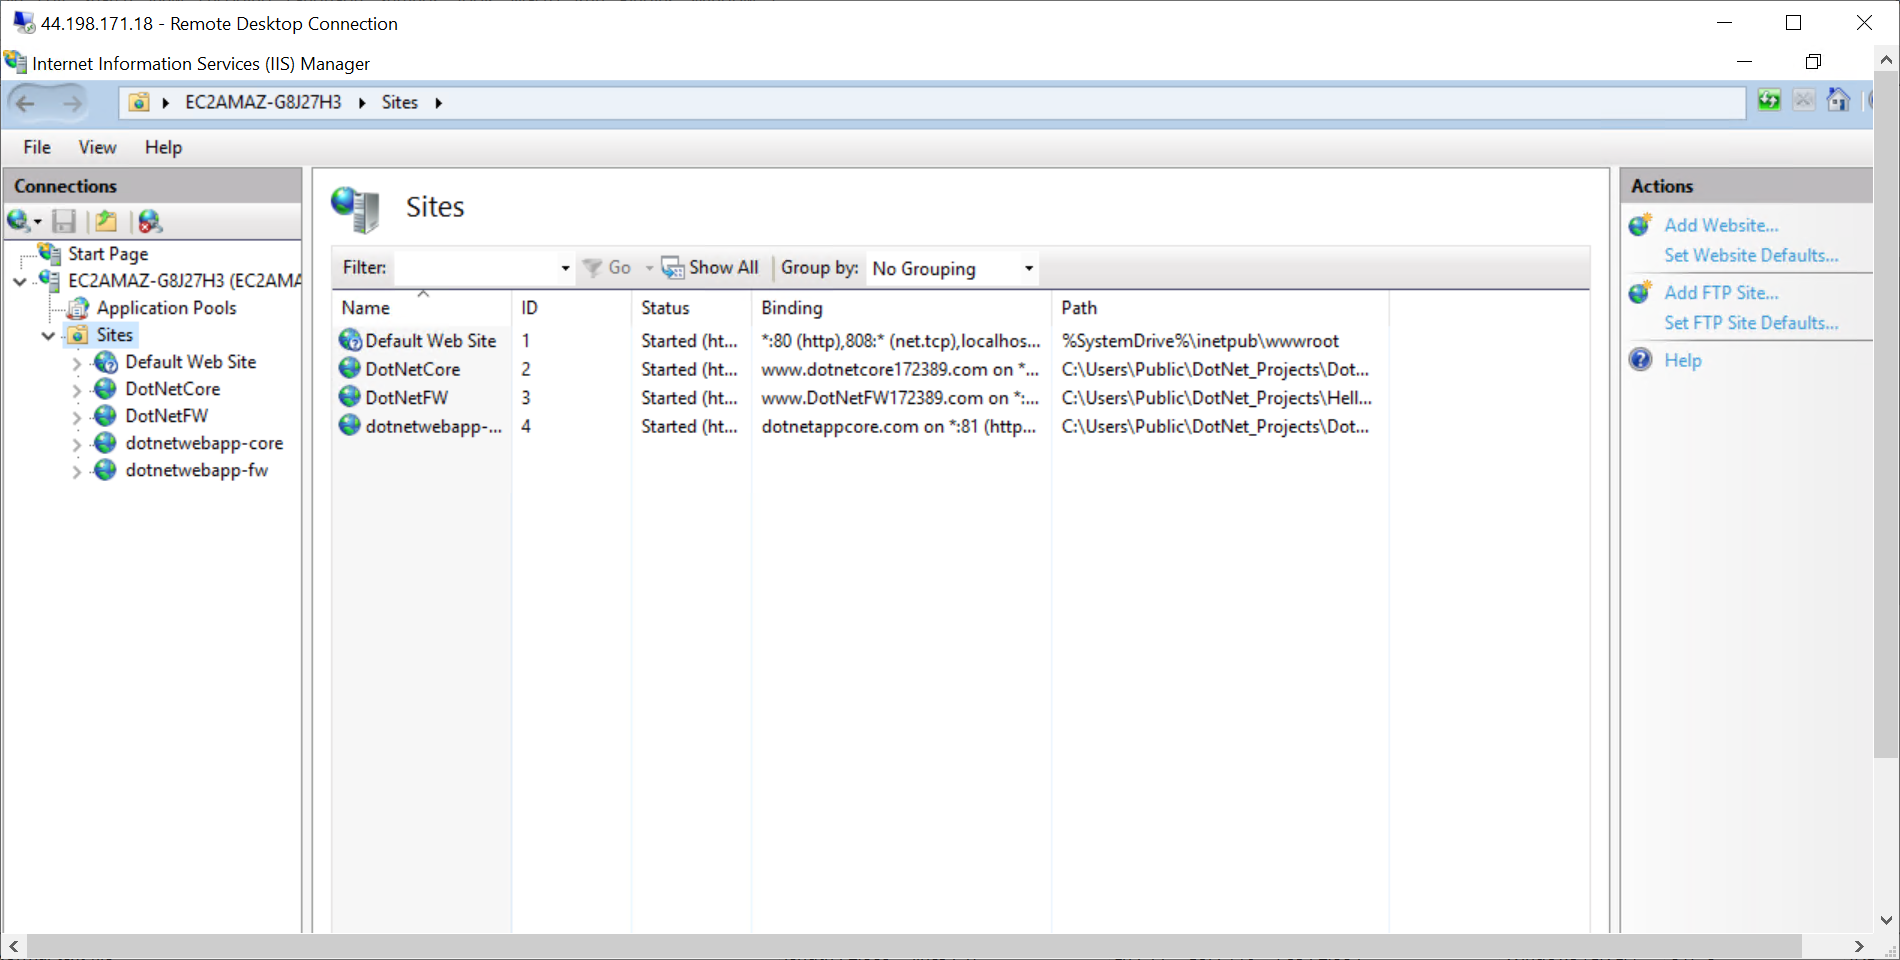 44.198.171.18 - Remote Desktop Connection
Internet Information Services (IIS) Manager
EC2AMAZ-G8J27H3 Sites
File View Help
Connections
Start Page
EC2AMAZ-G8J27H3 (EC2AMA
Application Pools
Sites
Default Web Site
DotNetCore
DotNetFW
dotnetwebapp-core
dotnetwebapp-fw
Sites
Filter: Go Show All Group by: No Grouping
Name ID Status Binding Path
Default Web Site 1 Started (ht... *:80 (http),808:* (net.tcp),localhos... %SystemDrive%\inetpub\wwwroot
DotNetCore 2 Started (ht... www.dotnetcore172389.com on *... C:\Users\Public\DotNet_Projects\Dot...
DotNetFW 3 Started (ht... www.DotNetFW172389.com on *:... C:\Users\Public\DotNet_Projects\Hell...
dotnetwebapp-... 4 Started (ht... dotnetappcore.com on *:81 (http... C:\Users\Public\DotNet_Projects\Dot...
Actions
Add Website...
Set Website Defaults...
Add FTP Site...
Set FTP Site Defaults...
Help